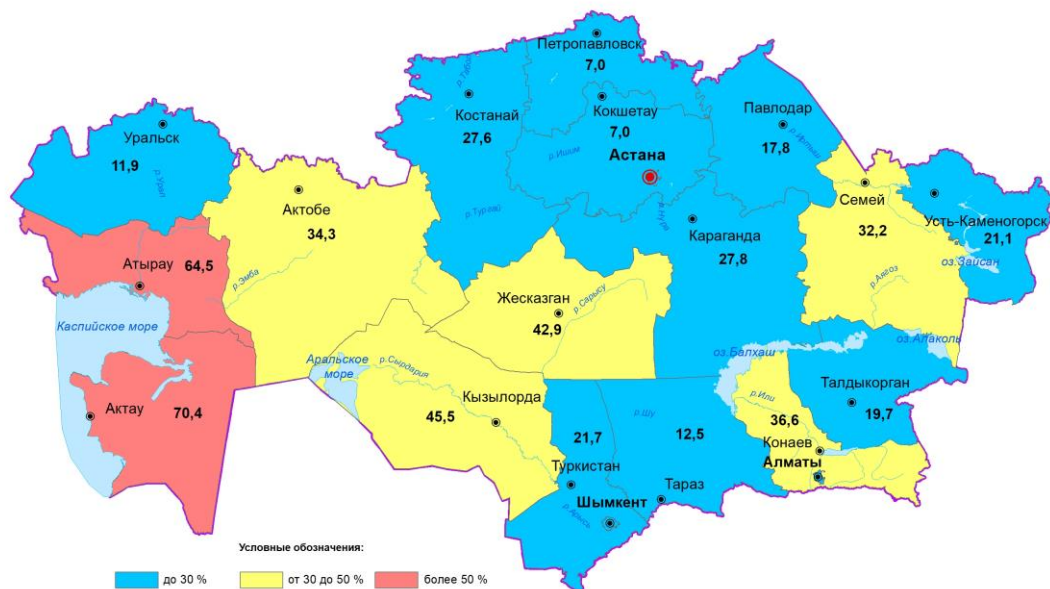 Петропавловск
7,0
р.Тобол
Костанай
27,6
Кокшетау
7,0
р.Ишим
Астана
Павлодар
17,8
р.Иртыш
Уральск
11,9
р.Урал
Актобе
34,3
р.Тургай
р.Нура
Караганда
27,8
Семей
32,2
Усть-Каменогорск
21,1
оз.Зайсан
р.Аягоз
Атырау
64,5
р.Эмба
Каспийское море
Жесказган
42,9
р.Сарысу
Аральское
море
р.Сырдария
оз.Балхаш
оз.Алаколь
Талдыкорган
19,7
Актау
70,4
Кызылорда
45,5
р.Шу
21,7
12,5
р.Или
36,6
Конаев
Алматы
Туркистан
Тараз
Шымкент
р.Арысь
Условные обозначения:
до 30 %
от 30 до 50 %
более 50 %